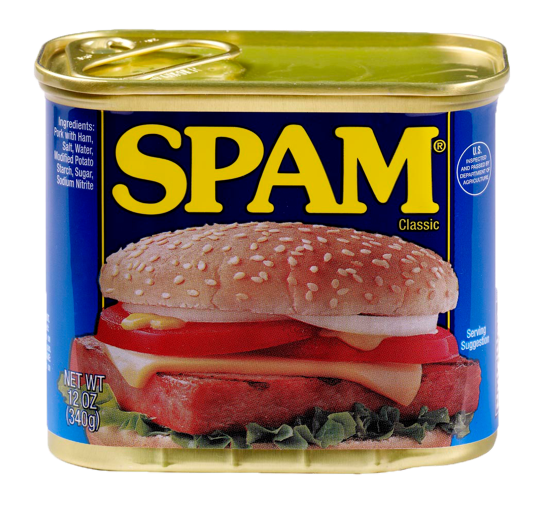 Ingredients:
Pork with Ham,
Salt, Water,
Modified Potato
Starch, Sugar,
Sodium Nitrite
SPAM®
Classic
U.S.
INSPECTED
AND PASSED BY
DEPARTMENT OF
AGRICULTURE
Serving
Suggestion
NET WT
12 OZ
(340g)